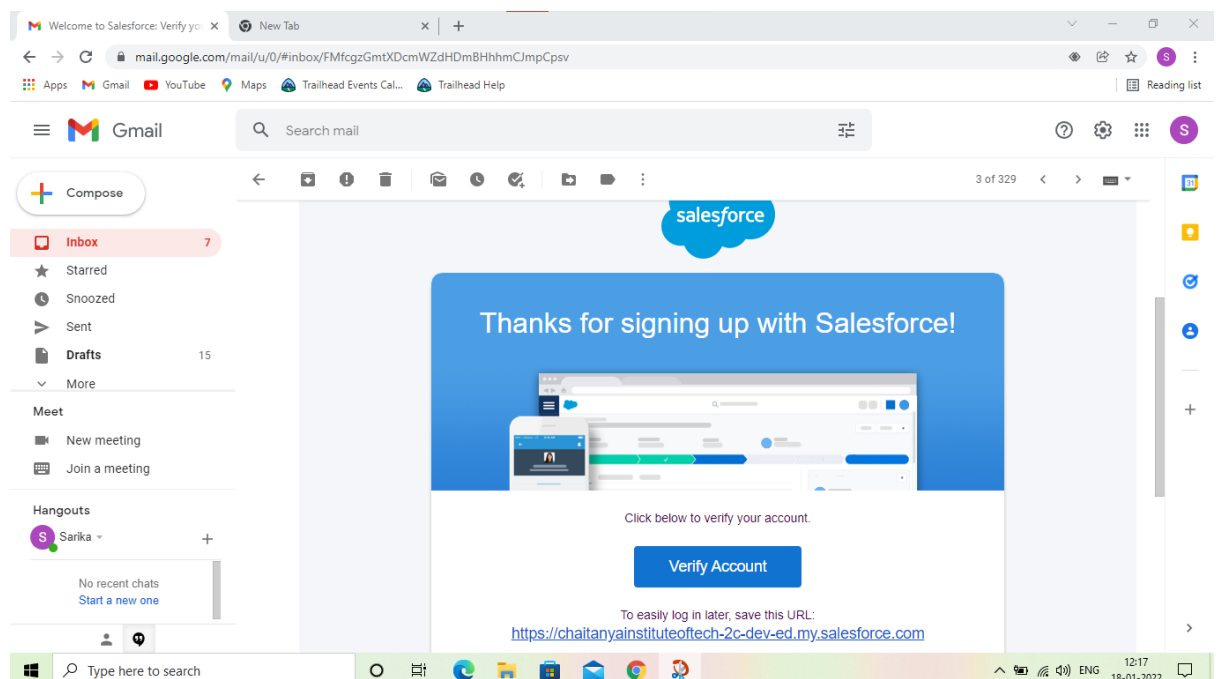 Welcome to Salesforce: Verify yo
New Tab
mail.google.com/mail/u/0/#inbox/FMfcgzGmtXDcmWZdHDmBHhhmCJmpCpsv
S
Apps Gmail YouTube Maps Trailhead Events Cal... Trailhead Help Reading list
Gmail
Search mail
S
Compose
3 of 329
31
Inbox 7
Starred
Snoozed
Sent
Drafts 15
More
Meet
New meeting
Join a meeting
Hangouts
S Sarika
No recent chats
Start a new one
salesforce
Thanks for signing up with Salesforce!
Click below to verify your account.
Verify Account
To easily log in later, save this URL:
https://chaitanyainstituteoftech-2c-dev-ed.my.salesforce.com
Type here to search
ENG
12:17
18-01-2022